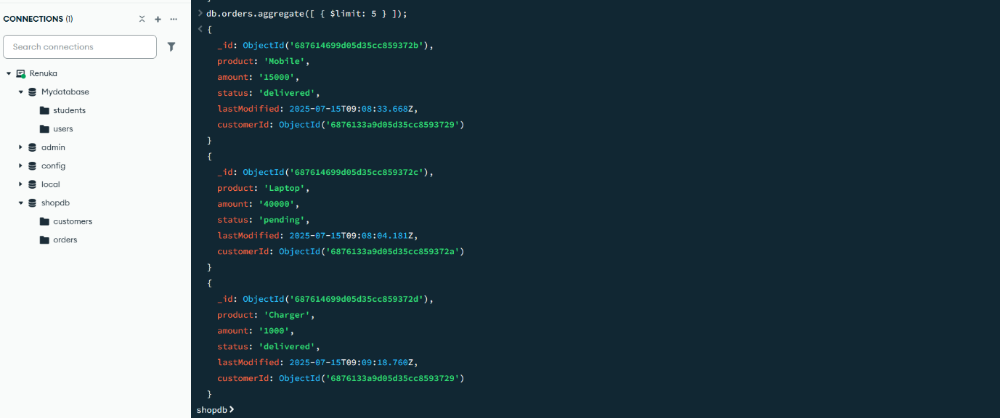 CONNECTIONS (1)
Search connections
Renuka
Mydatabase
students
users
admin
config
local
shopdb
customers
orders
db.orders.aggregate([ { $limit: 5 } ]);
{
_id: ObjectId('687614699d05d35cc859372b'),
product: 'Mobile',
amount: '15000',
status: 'delivered',
lastModified: 2025-07-15T09:08:33.668Z,
customerId: ObjectId('6876133a9d05d35cc8593729')
}
{
_id: ObjectId('687614699d05d35cc859372c'),
product: 'Laptop',
amount: '40000',
status: 'pending',
lastModified: 2025-07-15T09:08:04.181Z,
customerId: ObjectId('6876133a9d05d35cc859372a')
}
{
_id: ObjectId('687614699d05d35cc859372d'),
product: 'Charger',
amount: '1000',
status: 'delivered',
lastModified: 2025-07-15T09:09:18.760Z,
customerId: ObjectId('6876133a9d05d35cc8593729')
}
shopdb>